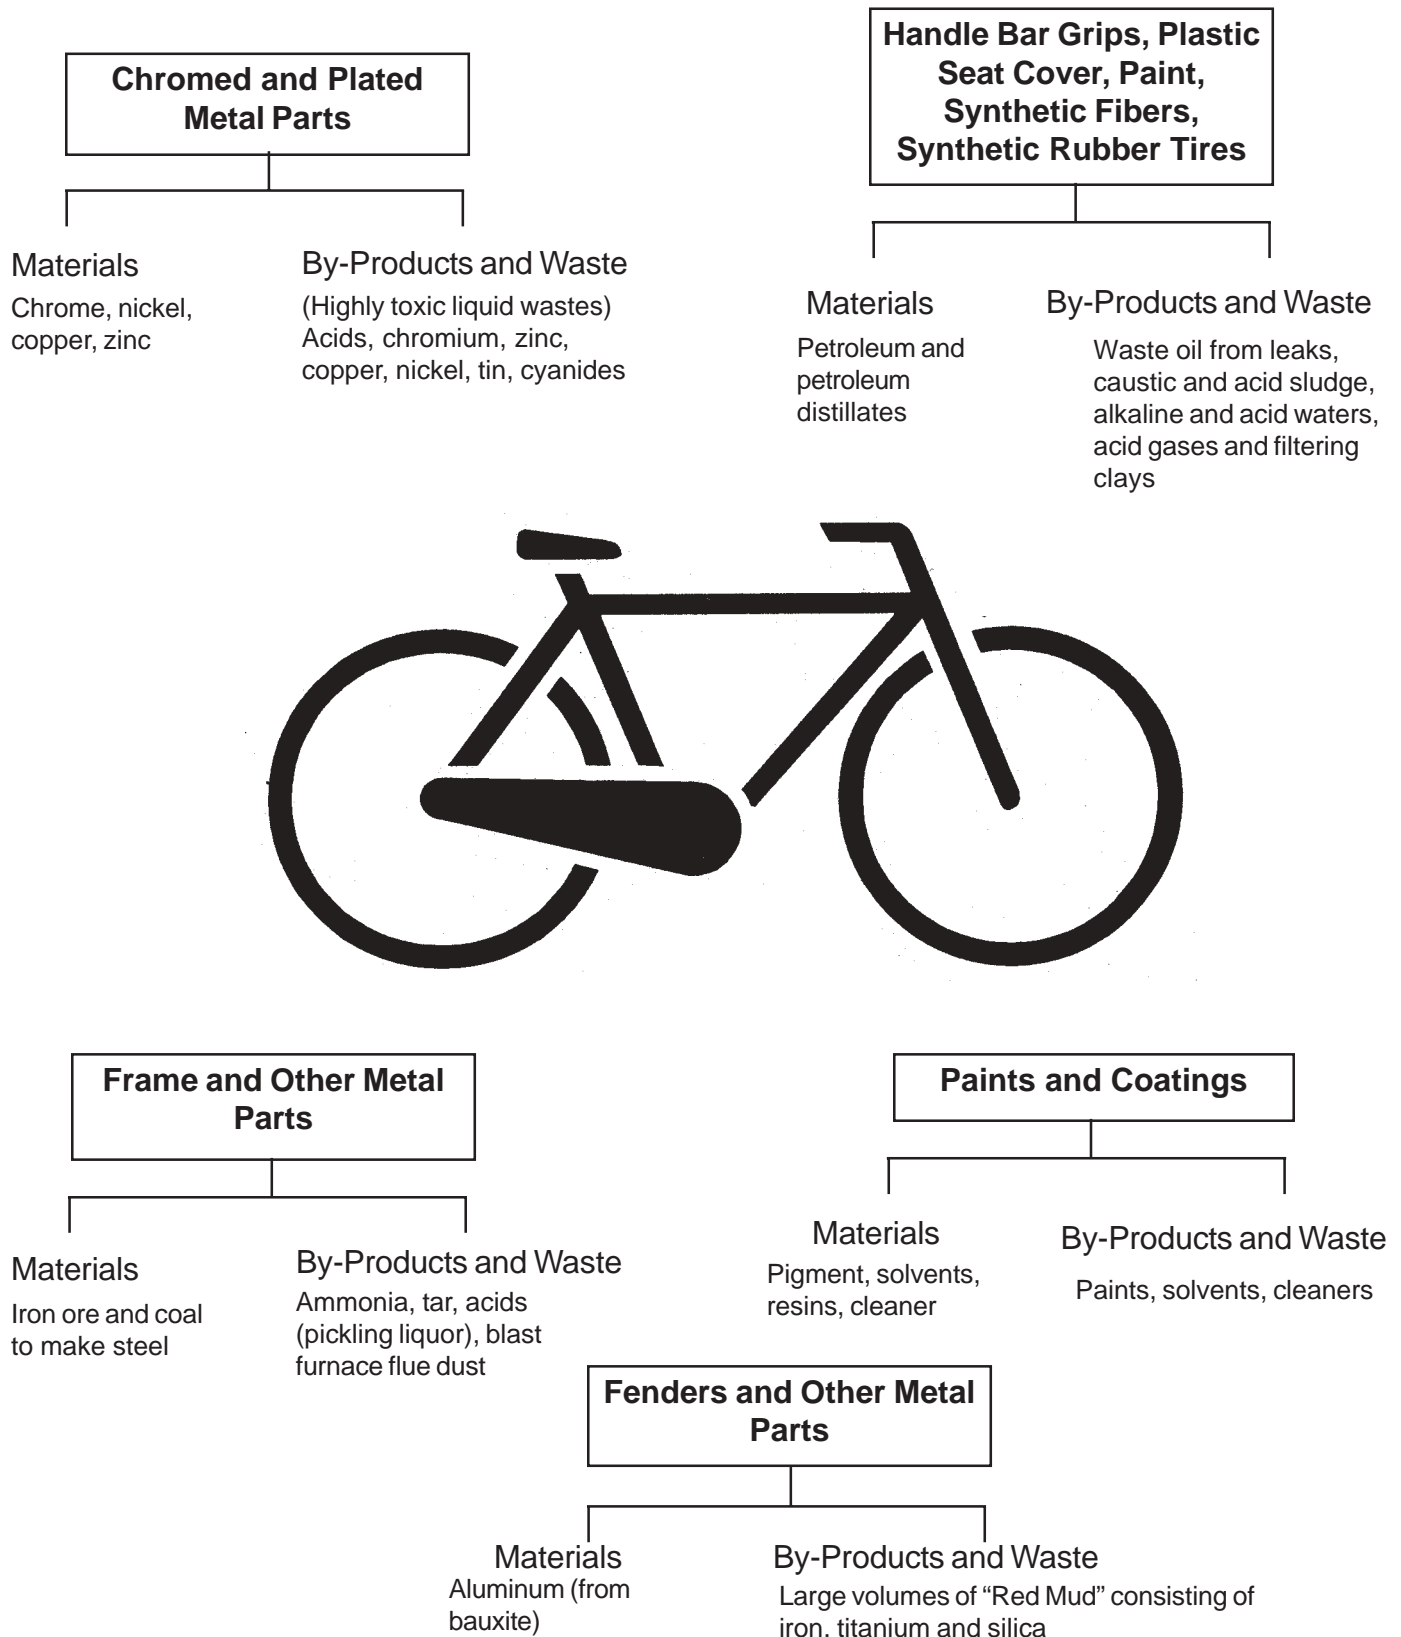 Chromed and Plated
Metal Parts
Materials
Chrome, nickel,
copper, zinc
By-Products and Waste
(Highly toxic liquid wastes)
Acids, chromium, zinc,
copper, nickel, tin, cyanides
Handle Bar Grips, Plastic
Seat Cover, Paint,
Synthetic Fibers,
Synthetic Rubber Tires
Materials
Petroleum and
petroleum
distillates
By-Products and Waste
Waste oil from leaks,
caustic and acid sludge,
alkaline and acid waters,
acid gases and filtering
clays
Frame and Other Metal
Parts
Materials
Iron ore and coal
to make steel
By-Products and Waste
Ammonia, tar, acids
(pickling liquor), blast
furnace flue dust
Paints and Coatings
Materials
Pigment, solvents,
resins, cleaner
By-Products and Waste
Paints, solvents, cleaners
Fenders and Other Metal
Parts
Materials
Aluminum (from
bauxite)
By-Products and Waste
Large volumes of “Red Mud” consisting of
iron, titanium and silica